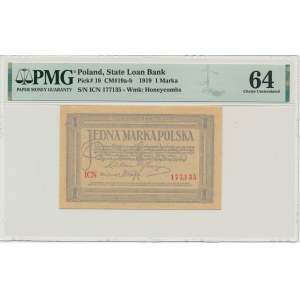 PMG
PAPER MONEY GUARANTY
Poland, State Loan Bank
Pick# 19 CM#19a-b 1919 1 Marka
S/N ICN 177135 - Wmk: Honeycombs
64
Choice Uncirculated
JEDNA MARKA POLSKA
ICN 177135